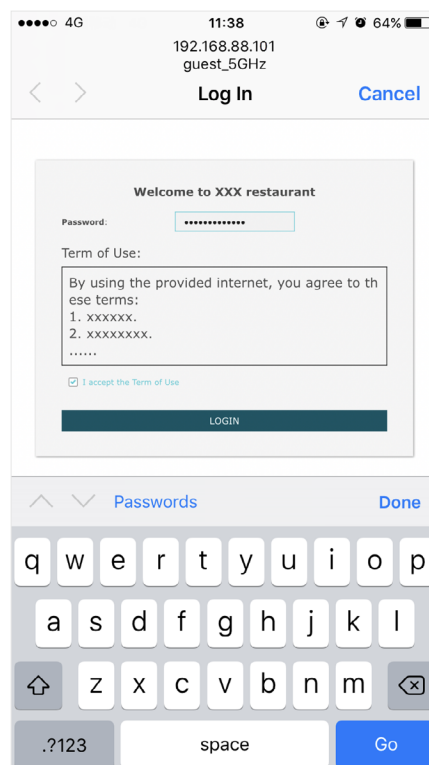 4G 11:38 64%
192.168.88.101
guest_5GHz
Log In Cancel
Welcome to XXX restaurant
Password:
Term of Use:
By using the provided internet, you agree to th
ese terms:
1. xxxxxx.
2. xxxxxxxx.
......
I accept the Term of Use
LOGIN
Passwords Done
q w e r t y u i o p
a s d f g h j k l
z x c v b n m
.?123 space Go